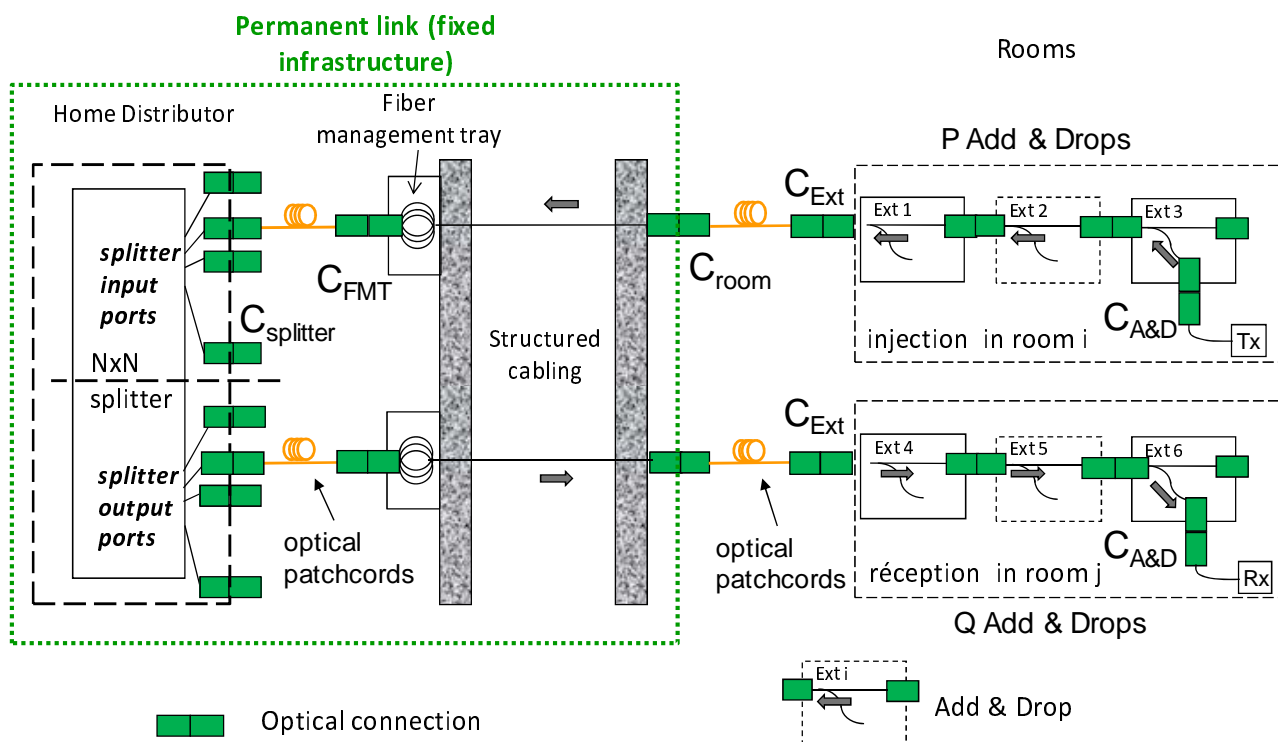 Permanent link (fixed
infrastructure)
Rooms
Home Distributor
Fiber
management tray
P Add & Drops
splitter
input
ports
NxN
splitter
splitter
output
ports
C_splitter
C_FMT
Structured
cabling
C_room
C_Ext
Ext 1
Ext 2
Ext 3
C_A&D
injection in room i
Tx
optical
patchcords
optical
patchcords
C_Ext
Ext 4
Ext 5
Ext 6
C_A&D
réception in room j
Rx
Q Add & Drops
Ext i
Add & Drop
Optical connection